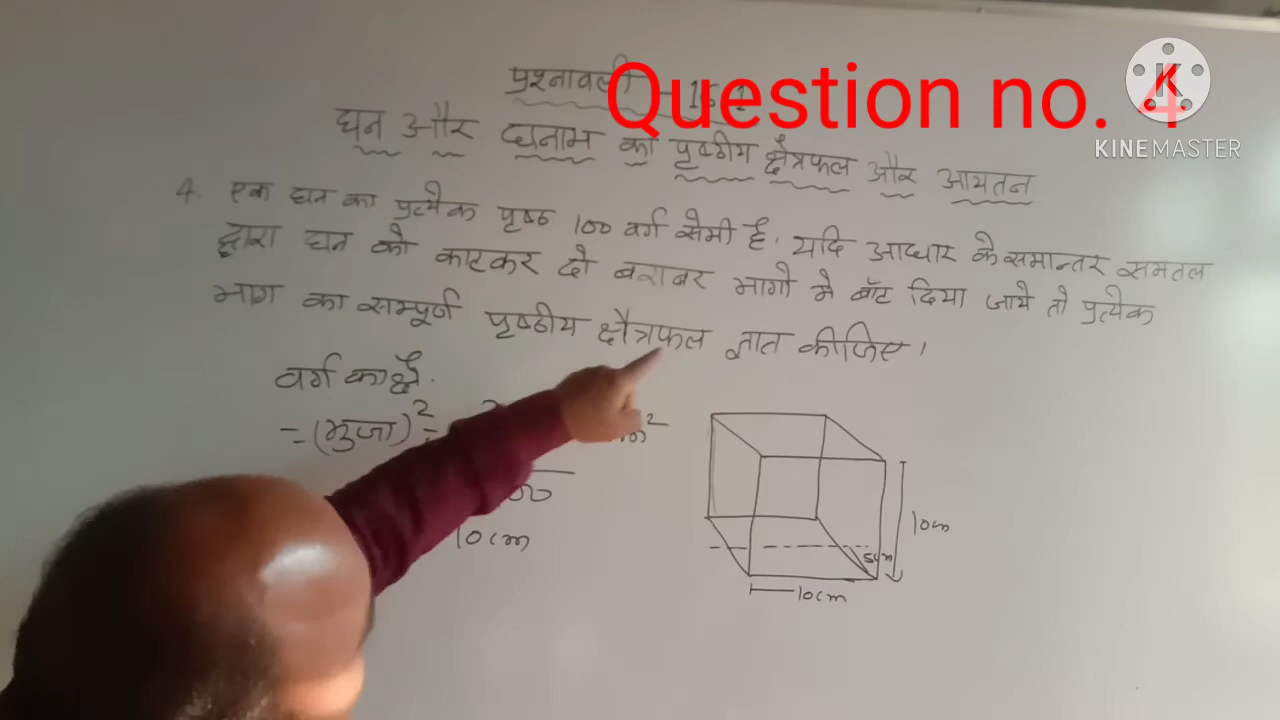 Question no. 4
KINEMASTER
प्रश्नावली
घन और घनाभ का पृष्ठीय क्षैत्रफल और आयतन
4. एक घन का प्रत्येक पृष्ठ 100 वर्ग सेमी है. यदि आधार के समान्तर समतल
द्वारा घन को काटकर दो बराबर भागो मे बॉट दिया जाये तो प्रत्येक
भाग का सम्पूर्ण पृष्ठीय क्षैत्रफल ज्ञात कीजिए।
वर्ग का क्षै.
= (भुजा)² =
10cm
10cm
5cm
10cm